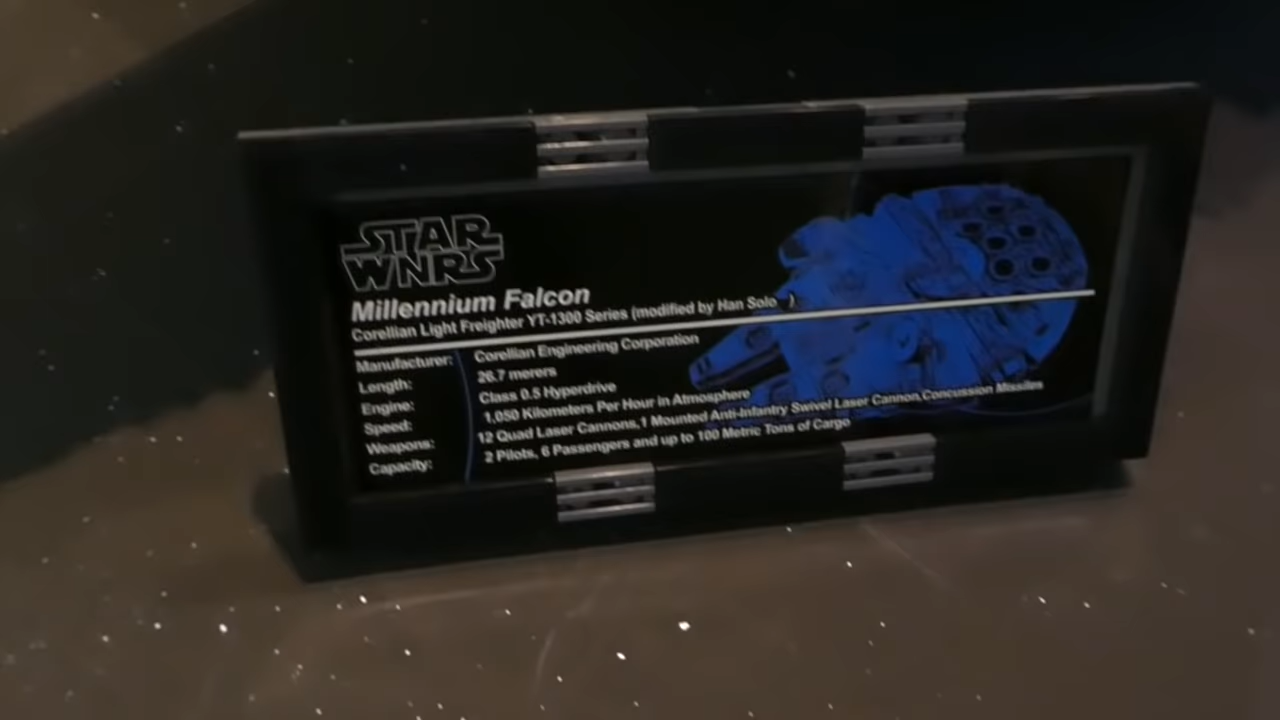 STAR
WNRS
Millennium Falcon
Corellian Light Freighter YT-1300 Series (modified by Han Solo )
Manufacturer: Corellian Engineering Corporation
Length: 26.7 merers
Engine: Class 0.5 Hyperdrive
Speed: 1,050 Kilometers Per Hour in Atmosphere
Weapons: 12 Quad Laser Cannons,1 Mounted Anti-Infantry Swivel Laser Cannon,Concussion Missiles
Capacity: 2 Pilots, 6 Passengers and up to 100 Metric Tons of Cargo